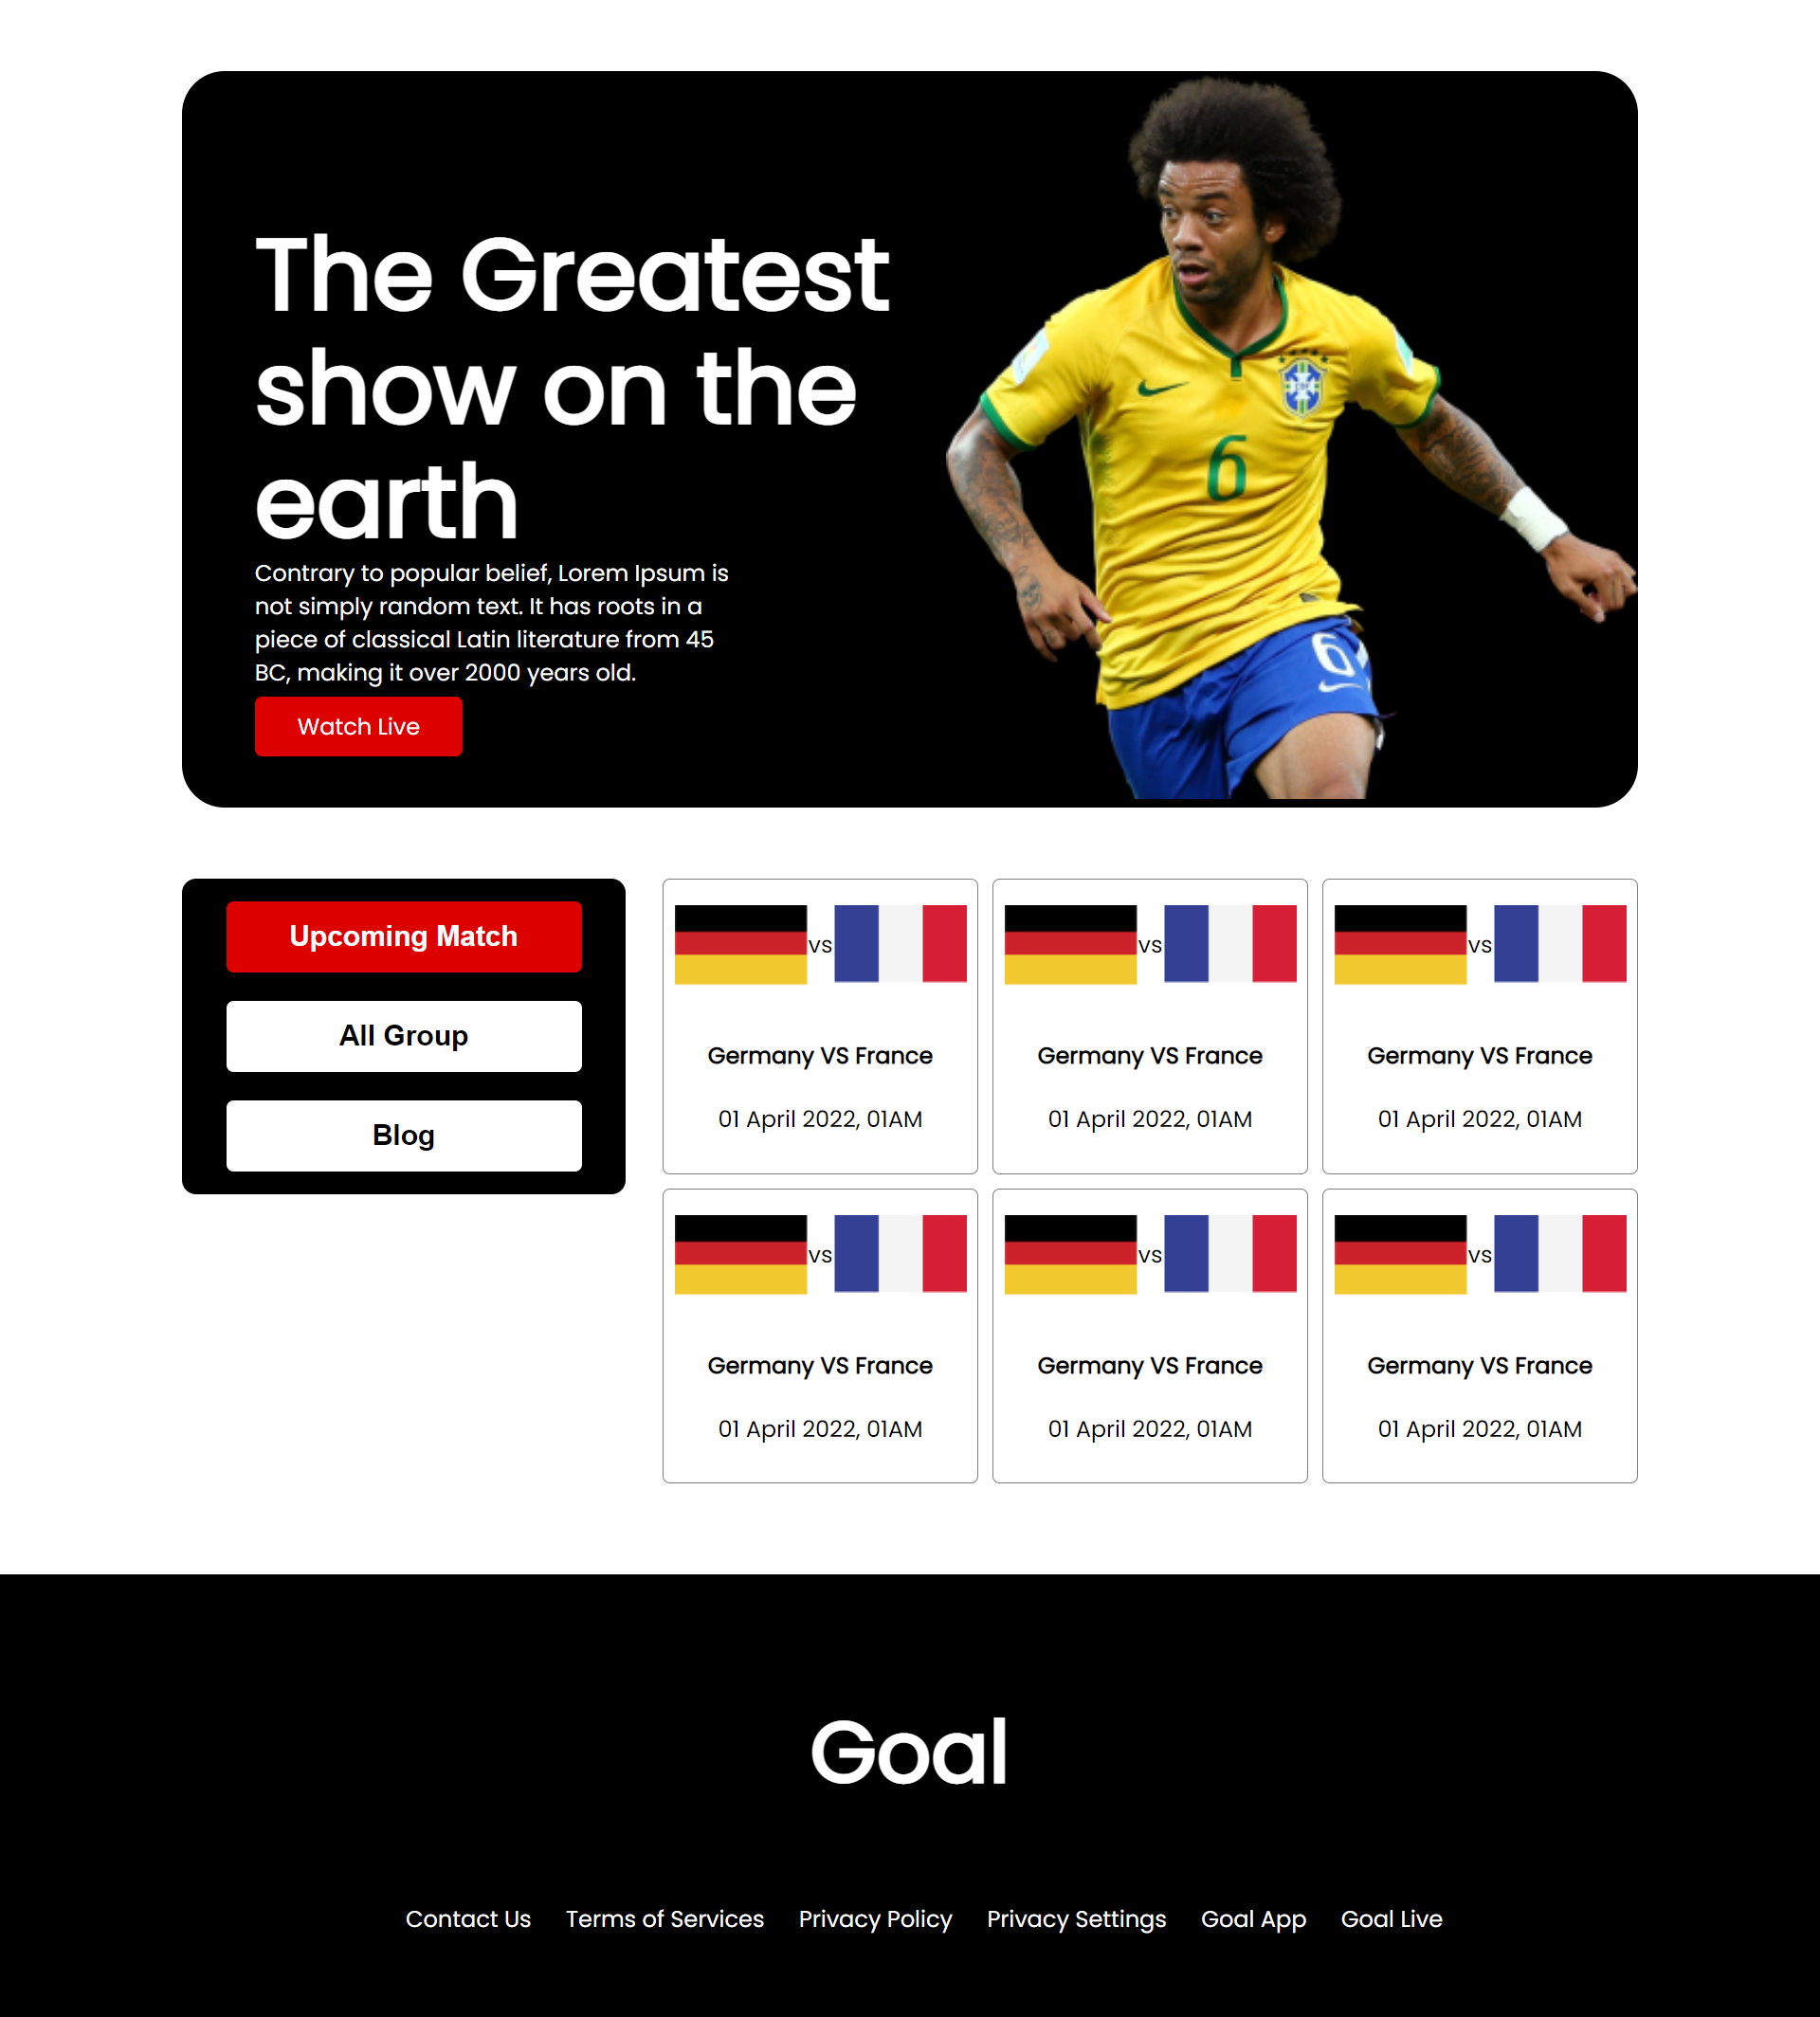 The Greatest
show on the
earth
Contrary to popular belief, Lorem Ipsum is
not simply random text. It has roots in a
piece of classical Latin literature from 45
BC, making it over 2000 years old.
Watch Live
6
6
Upcoming Match
All Group
Blog
vs
Germany VS France
01 April 2022, 01AM
vs
Germany VS France
01 April 2022, 01AM
vs
Germany VS France
01 April 2022, 01AM
vs
Germany VS France
01 April 2022, 01AM
vs
Germany VS France
01 April 2022, 01AM
vs
Germany VS France
01 April 2022, 01AM
Goal
Contact Us Terms of Services Privacy Policy Privacy Settings Goal App Goal Live